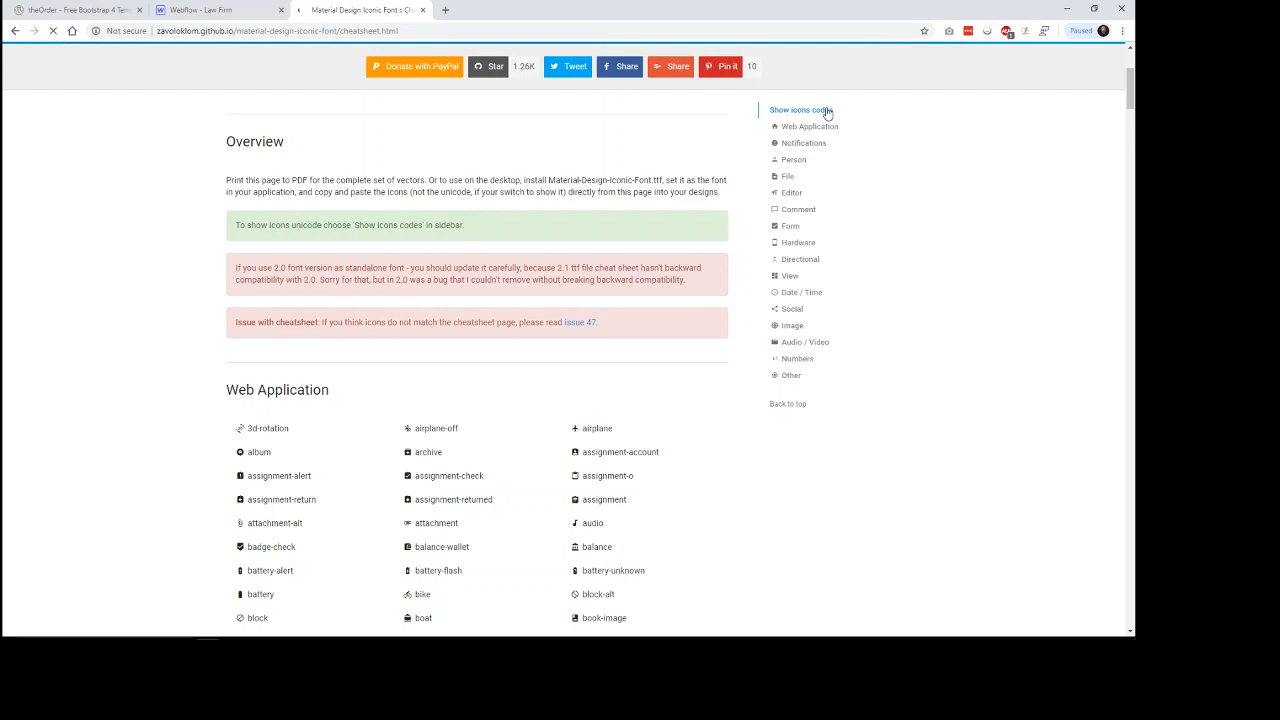 theOrder – Free Bootstrap 4 Tem
Webflow - Law Firm
Material Design Iconic Font :: Ch
Not secure
zavoloklom.github.io/material-design-iconic-font/cheatsheet.html
1
Paused
Donate with PayPal
Star
1.26K
Tweet
Share
Share
Pin it
10
Overview
Print this page to PDF for the complete set of vectors. Or to use on the desktop, install Material-Design-Iconic-Font.ttf, set it as the font
in your application, and copy and paste the icons (not the unicode, if your switch to show it) directly from this page into your designs.
To show icons unicode choose 'Show icons codes' in sidebar.
If you use 2.0 font version as standalone font - you should update it carefully, because 2.1 ttf file cheat sheet hasn't backward
compatibility with 2.0. Sorry for that, but in 2.0 was a bug that I couldn't remove without breaking backward compatibility.
Issue with cheatsheet: If you think icons do not match the cheatsheet page, please read issue 47.
Web Application
3d-rotation
airplane-off
airplane
album
archive
assignment-account
assignment-alert
assignment-check
assignment-o
assignment-return
assignment-returned
assignment
attachment-alt
attachment
audio
badge-check
balance-wallet
balance
battery-alert
battery-flash
battery-unknown
battery
bike
block-alt
block
boat
book-image
Show icons codes
Web Application
Notifications
Person
File
Editor
Comment
Form
Hardware
Directional
View
Date / Time
Social
Image
Audio / Video
Numbers
Other
Back to top